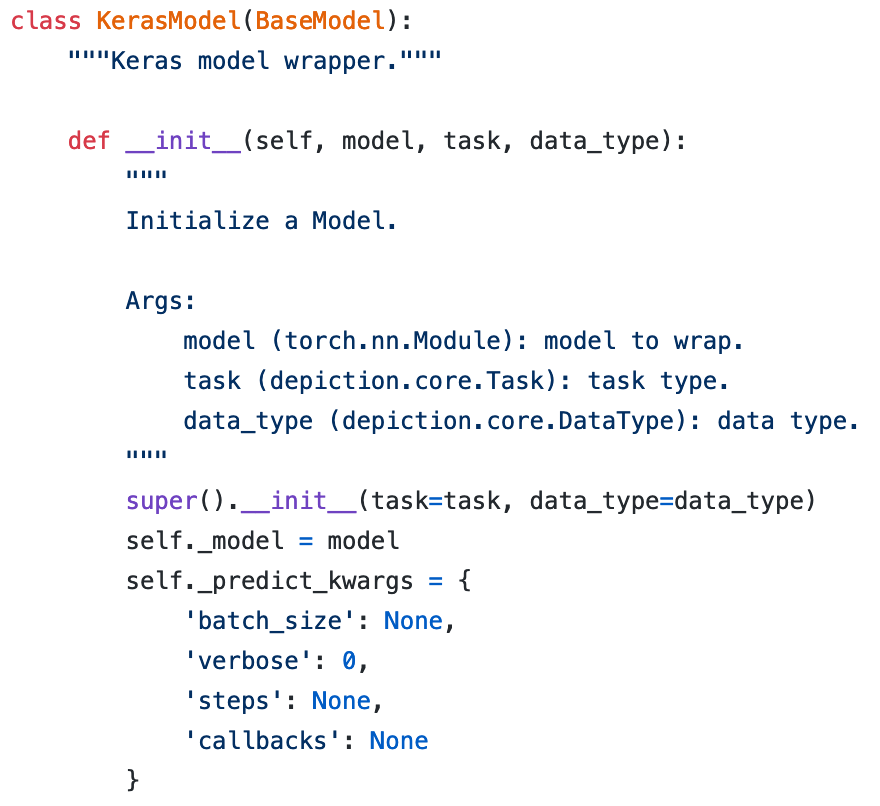 class KerasModel(BaseModel):
    """Keras model wrapper."""

    def __init__(self, model, task, data_type):
        """
        Initialize a Model.

        Args:
            model (torch.nn.Module): model to wrap.
            task (depiction.core.Task): task type.
            data_type (depiction.core.DataType): data type.
        """
        super().__init__(task=task, data_type=data_type)
        self._model = model
        self._predict_kwargs = {
            'batch_size': None,
            'verbose': 0,
            'steps': None,
            'callbacks': None
        }